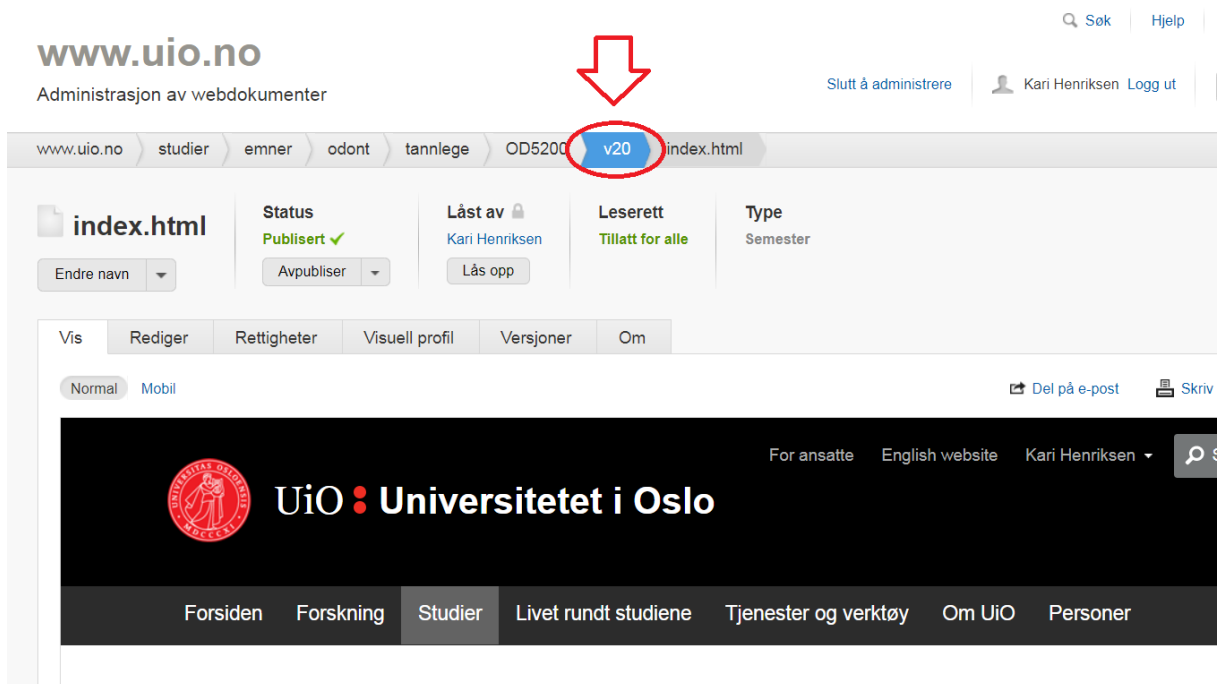 Søk Hjelp
www.uio.no
Administrasjon av webdokumenter
Slutt å administrere Kari Henriksen Logg ut
www.uio.no studier emner odont tannlege OD5200 v20 index.html
index.html
Endre navn
Status
Publisert
Avpubliser
Låst av
Kari Henriksen
Lås opp
Leserett
Tillatt for alle
Type
Semester
Vis Rediger Rettigheter Visuell profil Versjoner Om
Normal Mobil
Del på e-post Skriv
For ansatte English website Kari Henriksen S
UNIVERSITAS OSLOENSIS MDCCCXI
UiO : Universitetet i Oslo
Forsiden Forskning Studier Livet rundt studiene Tjenester og verktøy Om UiO Personer